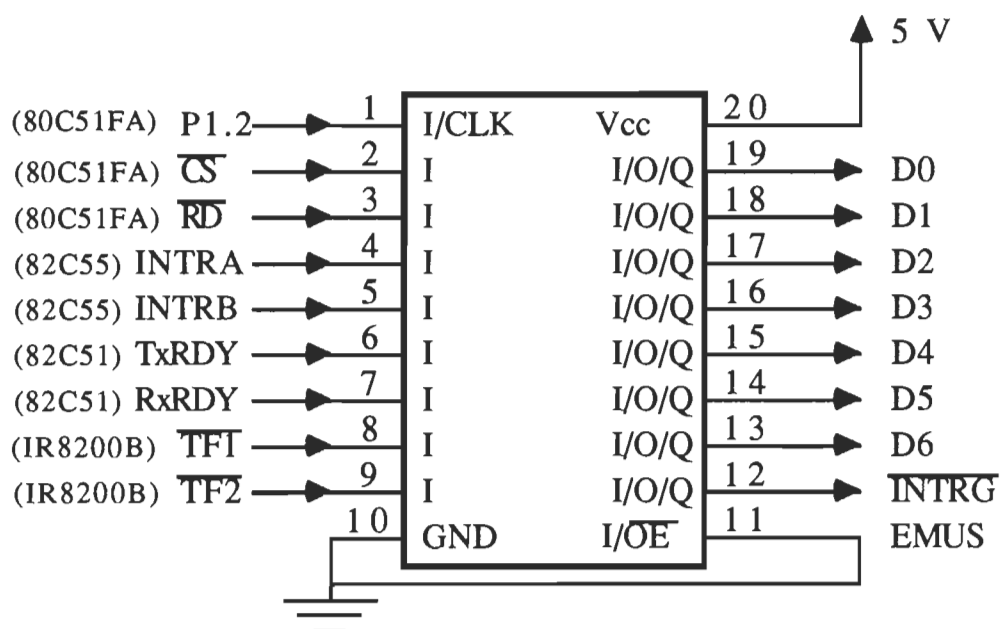 5 V
(80C51FA) P1.2 1 I/CLK Vcc 20
(80C51FA) CS 2 I I/O/Q 19 D0
(80C51FA) RD 3 I I/O/Q 18 D1
(82C55) INTRA 4 I I/O/Q 17 D2
(82C55) INTRB 5 I I/O/Q 16 D3
(82C51) TxRDY 6 I I/O/Q 15 D4
(82C51) RxRDY 7 I I/O/Q 14 D5
(IR8200B) TF1 8 I I/O/Q 13 D6
(IR8200B) TF2 9 I I/O/Q 12 INTRG
10 GND I/OE 11 EMUS